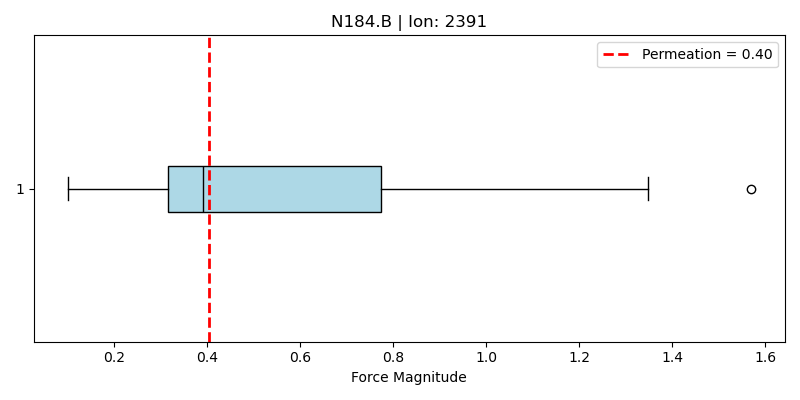 N184.B | Ion: 2391
Permeation = 0.40
1
0.2 0.4 0.6 0.8 1.0 1.2 1.4 1.6
Force Magnitude